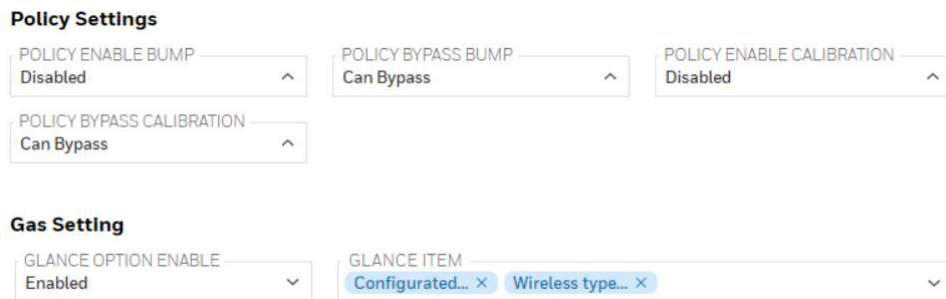 Policy Settings
POLICY ENABLE BUMP
Disabled
POLICY BYPASS BUMP
Can Bypass
POLICY ENABLE CALIBRATION
Disabled
POLICY BYPASS CALIBRATION
Can Bypass
Gas Setting
GLANCE OPTION ENABLE
Enabled
GLANCE ITEM
Configurated... × Wireless type... ×